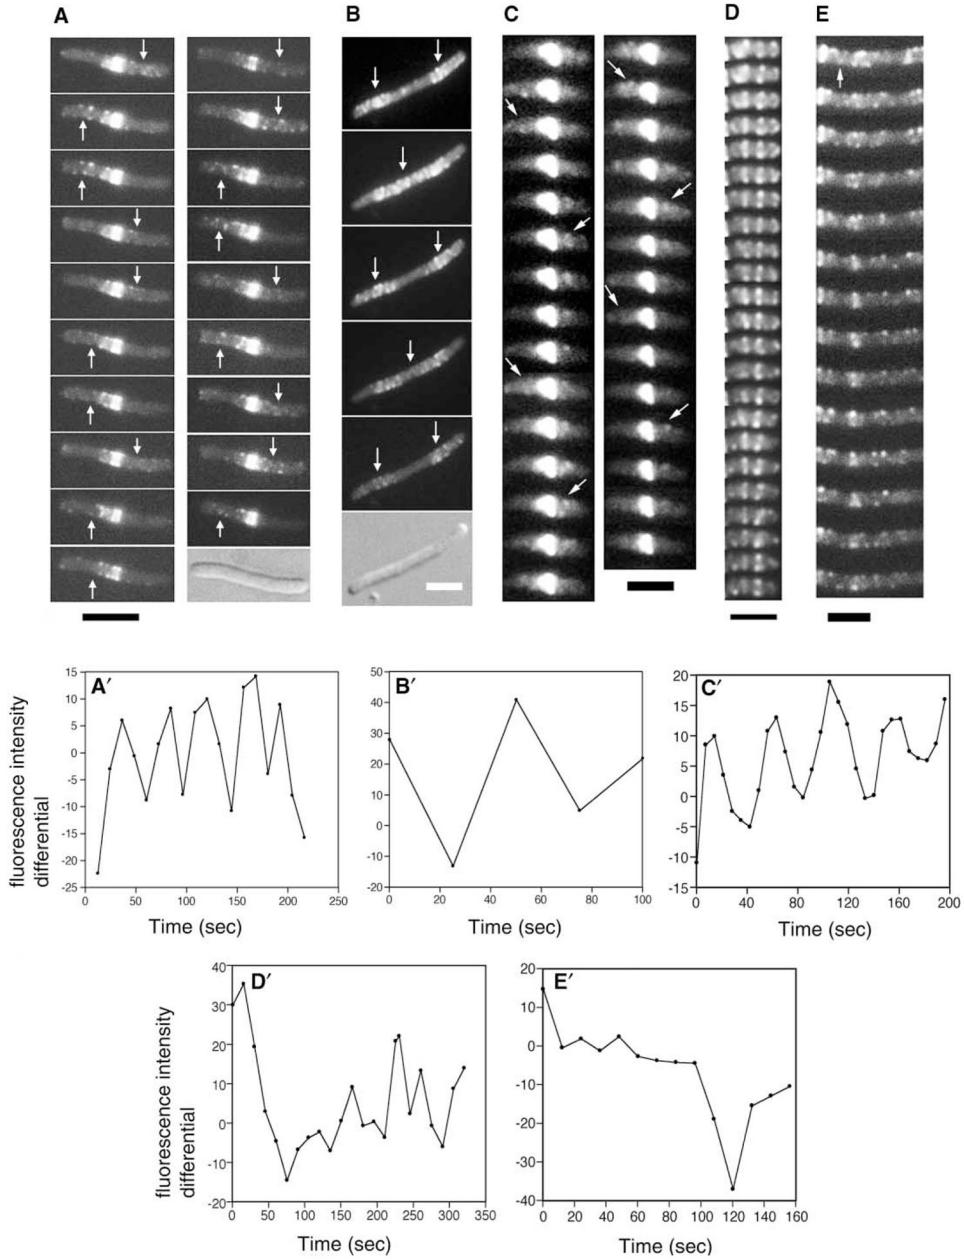 A B C D E
A′
fluorescence intensity
differential
15
10
5
0
-5
-10
-15
-20
-25
0 50 100 150 200 250
Time (sec)
B′
50
40
30
20
10
0
-10
-20
0 20 40 60 80 100
Time (sec)
C′
20
15
10
5
0
-5
-10
-15
0 40 80 120 160 200
Time (sec)
D′
fluorescence intensity
differential
40
30
20
10
0
-10
-20
0 50 100 150 200 250 300 350
Time (sec)
E′
20
10
0
-10
-20
-30
-40
0 20 40 60 80 100 120 140 160
Time (sec)